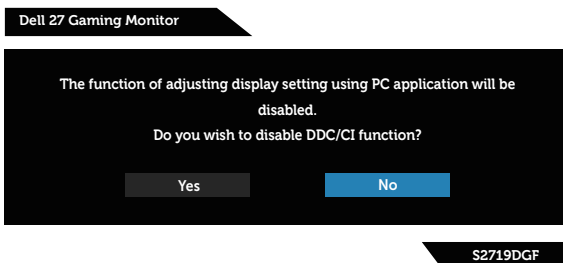 Dell 27 Gaming Monitor
The function of adjusting display setting using PC application will be
disabled.
Do you wish to disable DDC/CI function?
Yes
No
S2719DGF